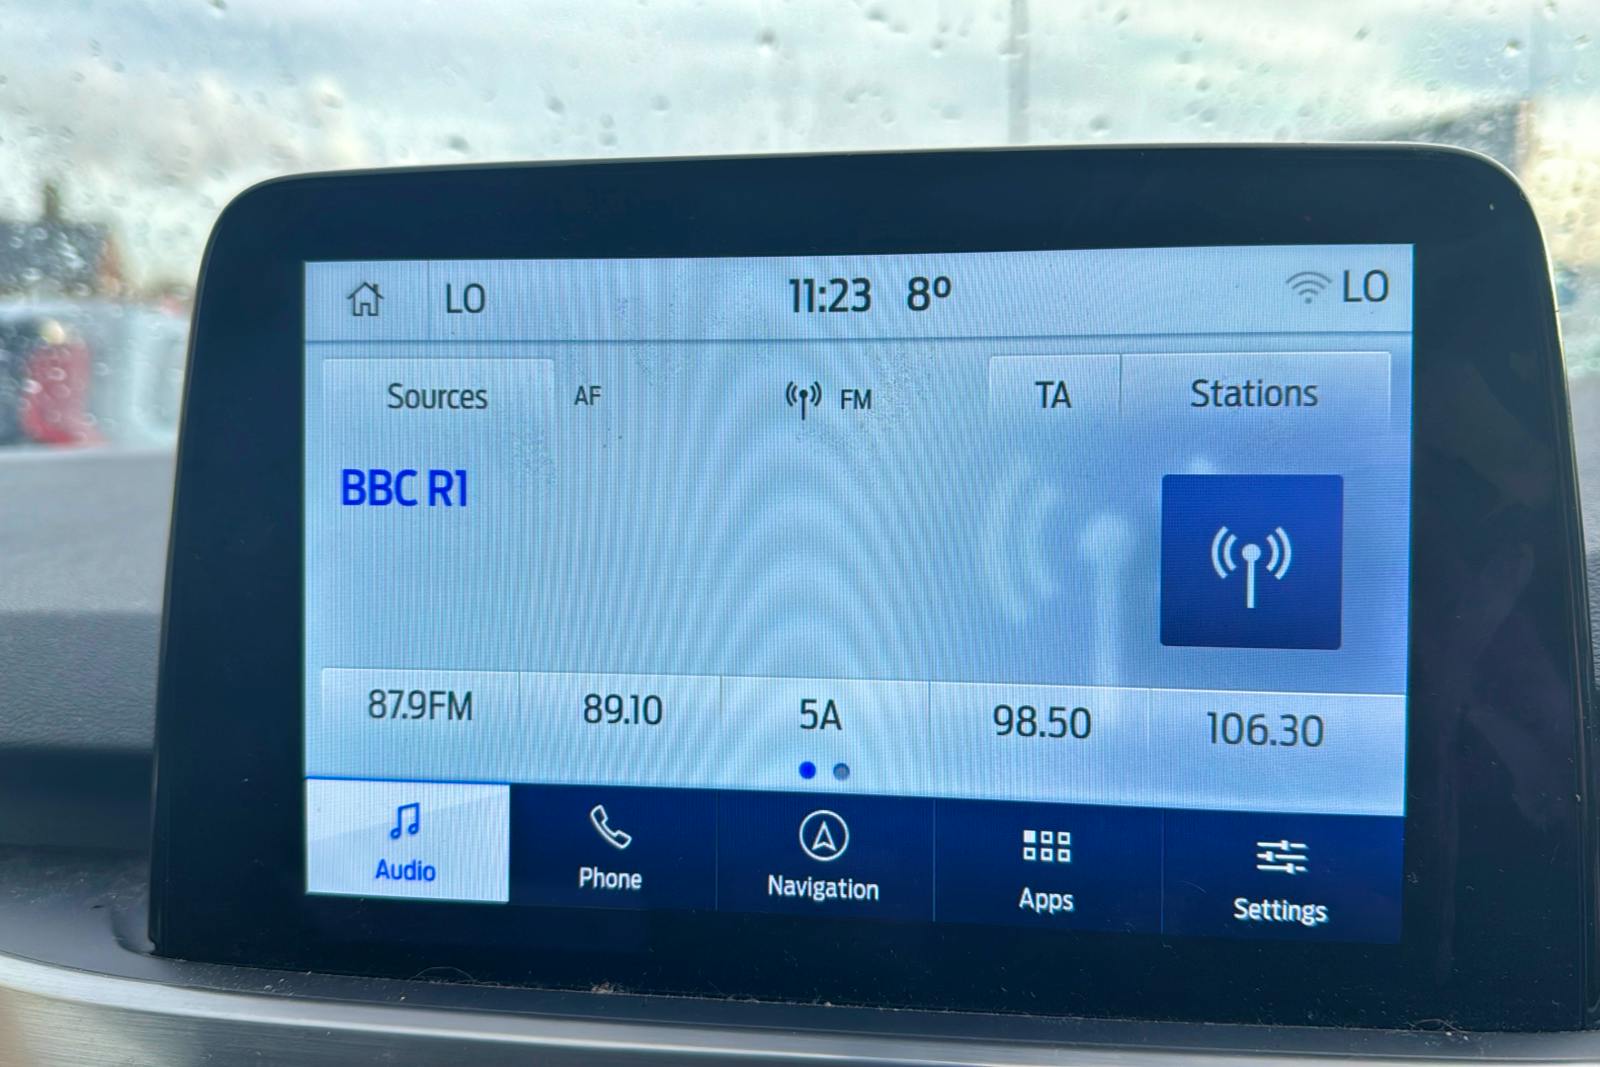 LO 11:23 8º LO
Sources AF FM TA Stations
BBC R1
87.9FM 89.10 5A 98.50 106.30
Audio Phone Navigation Apps Settings